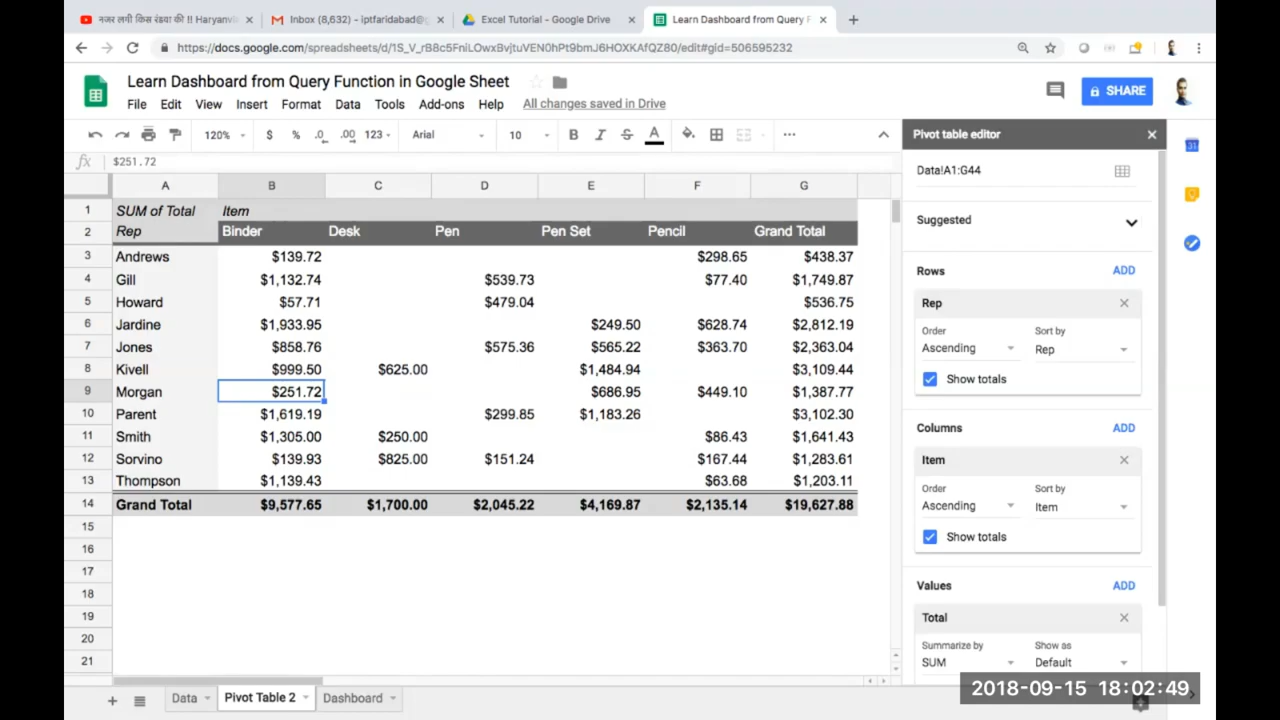 नजर लगी किस रंडवा की !! Haryanvi
Inbox (8,632) - iptfaridabad@g
Excel Tutorial - Google Drive
Learn Dashboard from Query F
https://docs.google.com/spreadsheets/d/1S_V_rB8c5FniLOwxBvjtuVEN0hPt9bmJ6HOXKAfQZ80/edit#gid=506595232
Learn Dashboard from Query Function in Google Sheet
File Edit View Insert Format Data Tools Add-ons Help All changes saved in Drive
SHARE
120% $ % .0 .00 123 Arial 10 B I S A
Pivot table editor
fx $251.72
Data!A1:G44
A B C D E F G
1 SUM of Total Item
2 Rep Binder Desk Pen Pen Set Pencil Grand Total
3 Andrews $139.72 $298.65 $438.37
4 Gill $1,132.74 $539.73 $77.40 $1,749.87
5 Howard $57.71 $479.04 $536.75
6 Jardine $1,933.95 $249.50 $628.74 $2,812.19
7 Jones $858.76 $575.36 $565.22 $363.70 $2,363.04
8 Kivell $999.50 $625.00 $1,484.94 $3,109.44
9 Morgan $251.72 $686.95 $449.10 $1,387.77
10 Parent $1,619.19 $299.85 $1,183.26 $3,102.30
11 Smith $1,305.00 $250.00 $86.43 $1,641.43
12 Sorvino $139.93 $825.00 $151.24 $167.44 $1,283.61
13 Thompson $1,139.43 $63.68 $1,203.11
14 Grand Total $9,577.65 $1,700.00 $2,045.22 $4,169.87 $2,135.14 $19,627.88
15
16
17
18
19
20
21
Suggested
Rows ADD
Rep
Order Sort by
Ascending Rep
Show totals
Columns ADD
Item
Order Sort by
Ascending Item
Show totals
Values ADD
Total
Summarize by Show as
SUM Default
31
Data Pivot Table 2 Dashboard
2018-09-15 18:02:49